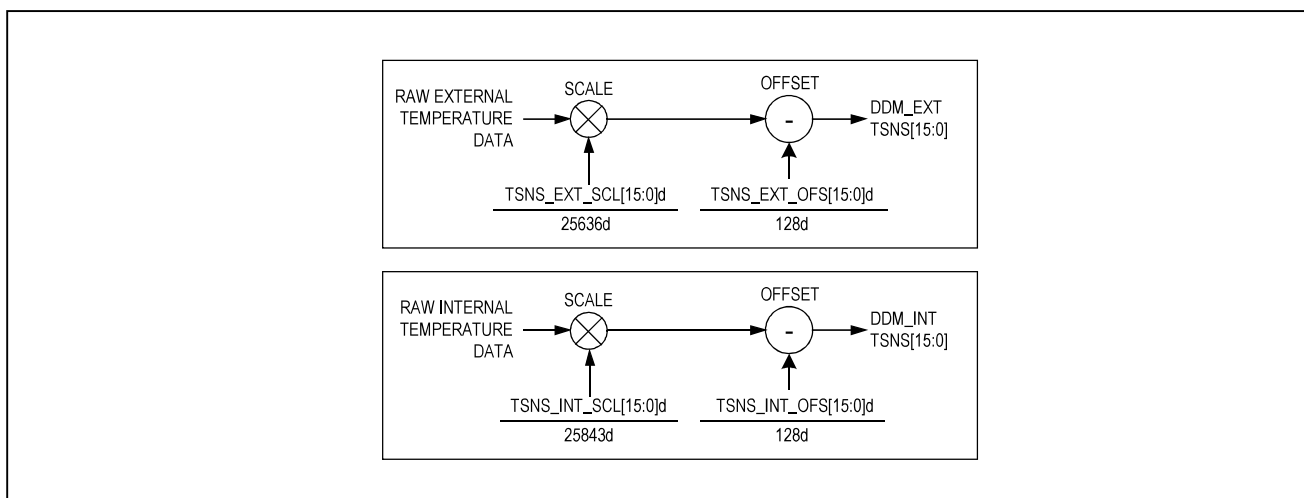 SCALE
OFFSET
RAW EXTERNAL
TEMPERATURE
DATA
-
DDM_EXT
TSNS[15:0]
TSNS_EXT_SCL[15:0]d
25636d
TSNS_EXT_OFS[15:0]d
128d
SCALE
OFFSET
RAW INTERNAL
TEMPERATURE
DATA
-
DDM_INT
TSNS[15:0]
TSNS_INT_SCL[15:0]d
25843d
TSNS_INT_OFS[15:0]d
128d